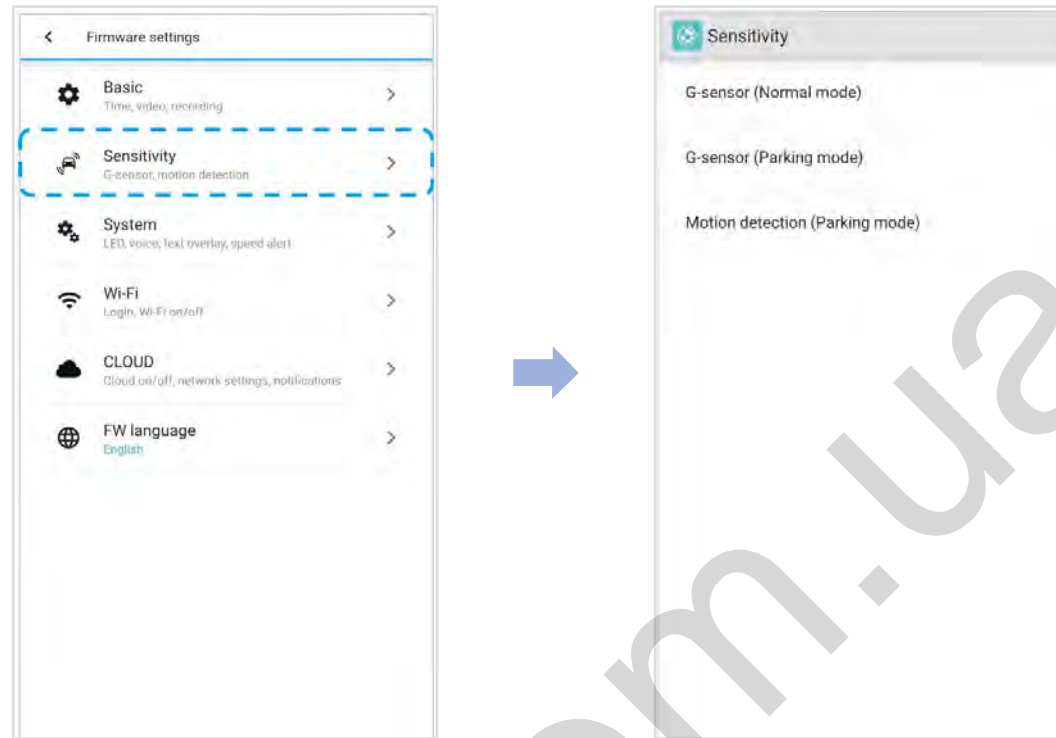 Firmware settings
Basic
Time, video, recording
Sensitivity
G-sensor, motion detection
System
LED, voice, text overlay, speed alert
Wi-Fi
Login, Wi-Fi on/off
CLOUD
Cloud on/off, network settings, notifications
FW language
English
Sensitivity
G-sensor (Normal mode)
G-sensor (Parking mode)
Motion detection (Parking mode)
om.ua